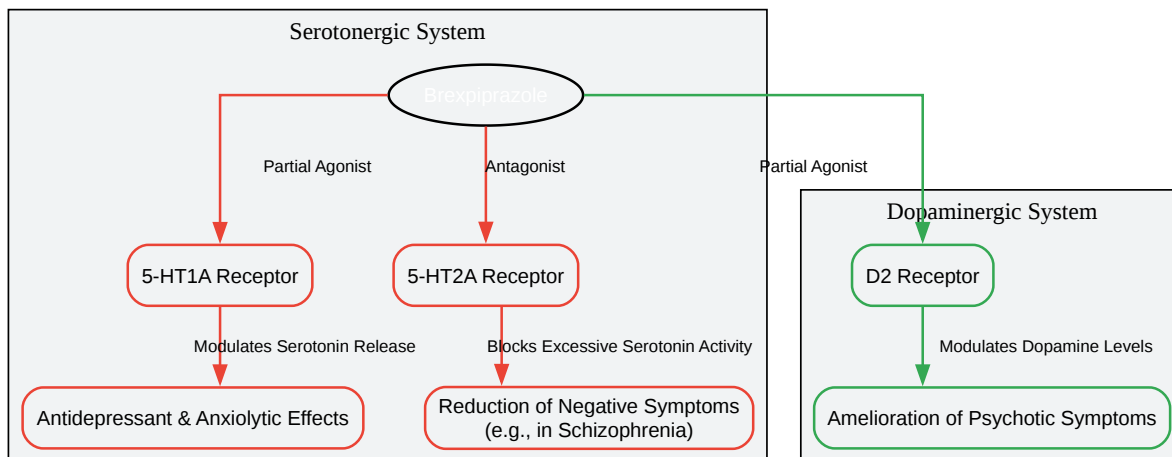 Serotonergic System
Brexpiprazole
Partial Agonist
Antagonist
Partial Agonist
Dopaminergic System
5-HT1A Receptor
5-HT2A Receptor
D2 Receptor
Modulates Serotonin Release
Blocks Excessive Serotonin Activity
Modulates Dopamine Levels
Antidepressant & Anxiolytic Effects
Reduction of Negative Symptoms
(e.g., in Schizophrenia)
Amelioration of Psychotic Symptoms